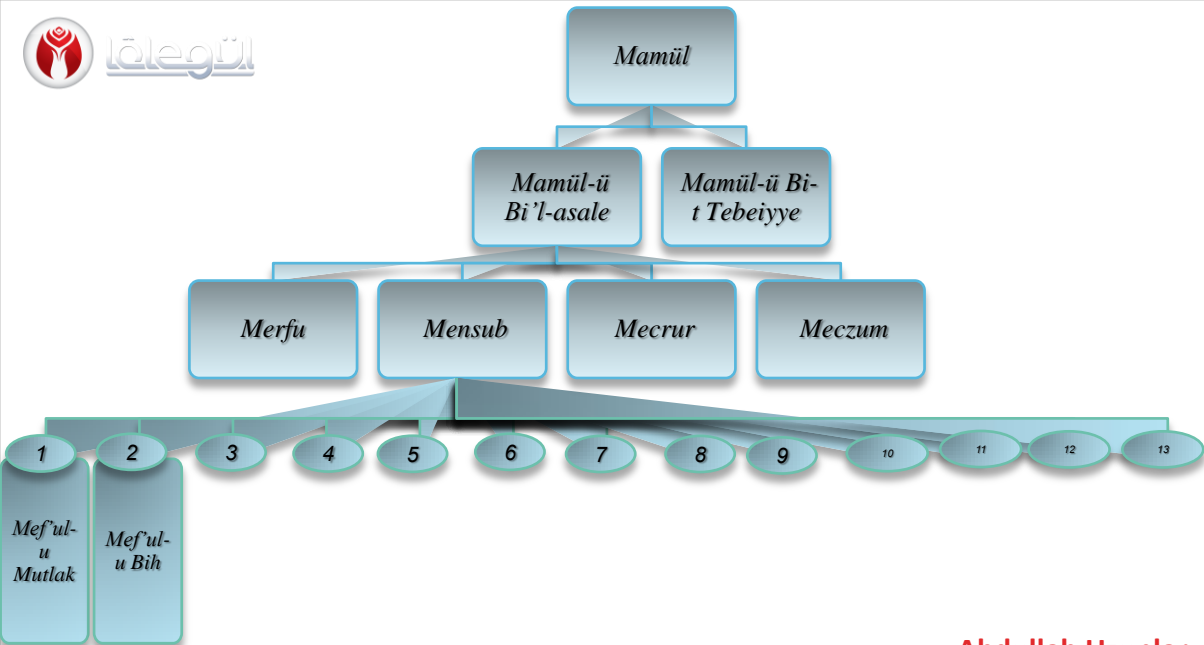 lâlegül
Mamül
Mamül-ü
Bi’l-asale
Mamül-ü Bi-
t Tebeiyye
Merfu
Mensub
Mecrur
Meczum
1
2
3
4
5
6
7
8
9
10
11
12
13
Mef’ul-
u
Mutlak
Mef’ul-
u Bih